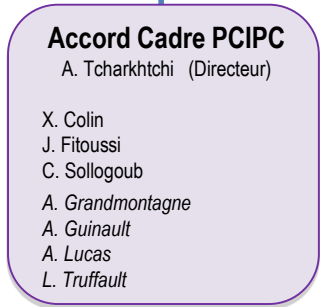 Accord Cadre PCIPC
A. Tcharkhtchi (Directeur)
X. Colin
J. Fitoussi
C. Sollogoub
A. Grandmontagne
A. Guinault
A. Lucas
L. Truffault